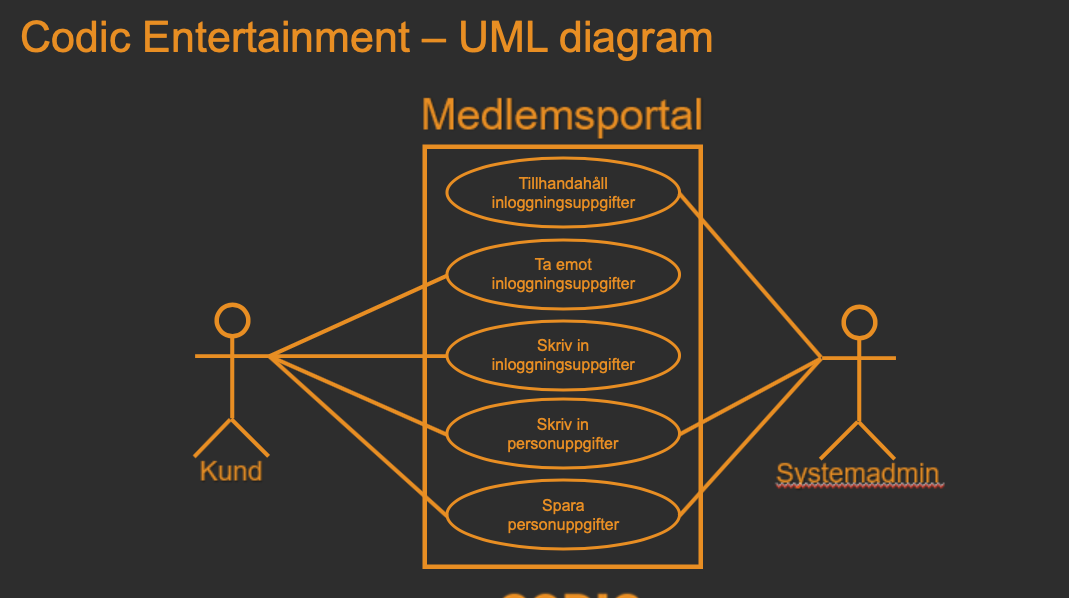 Codic Entertainment – UML diagram
Medlemsportal
Tillhandahåll
inloggningsuppgifter
Ta emot
inloggningsuppgifter
Skriv in
inloggningsuppgifter
Skriv in
personuppgifter
Spara
personuppgifter
Kund
Systemadmin